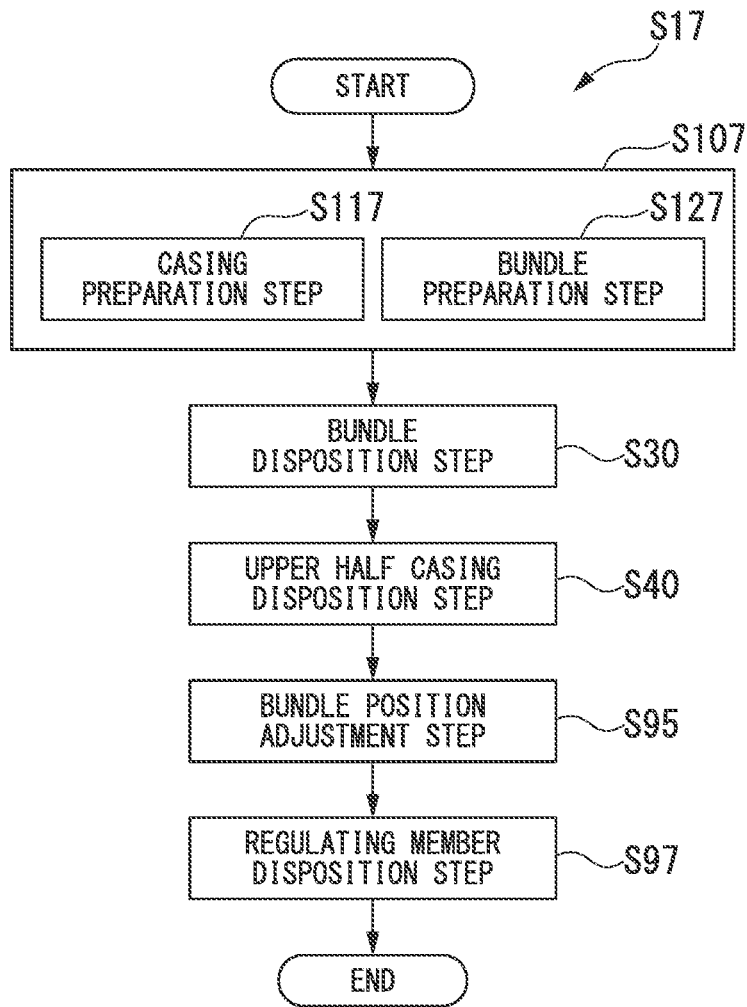 S17
START
S107
S117
S127
CASING
PREPARATION STEP
BUNDLE
PREPARATION STEP
BUNDLE
DISPOSITION STEP
S30
UPPER HALF CASING
DISPOSITION STEP
S40
BUNDLE POSITION
ADJUSTMENT STEP
S95
REGULATING MEMBER
DISPOSITION STEP
S97
END